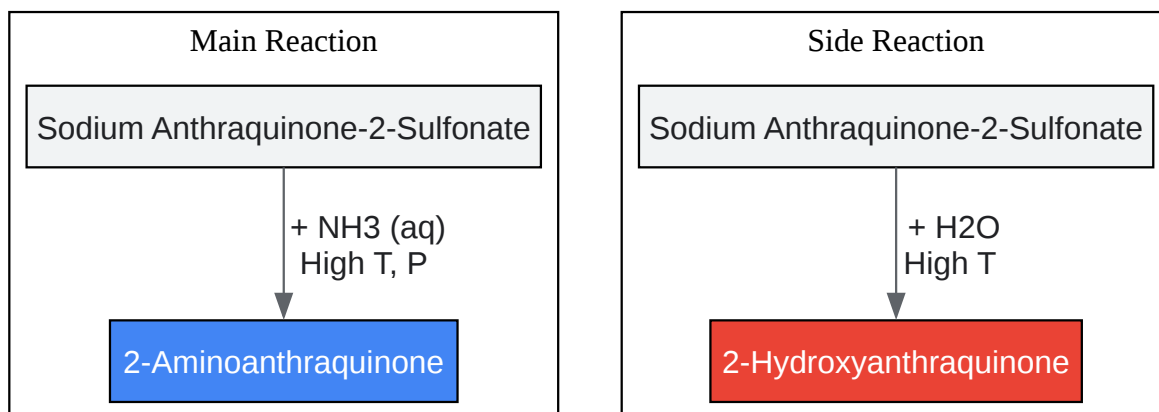 Main Reaction
Sodium Anthraquinone-2-Sulfonate
+ NH3 (aq)
High T, P
2-Aminoanthraquinone
Side Reaction
Sodium Anthraquinone-2-Sulfonate
+ H2O
High T
2-Hydroxyanthraquinone